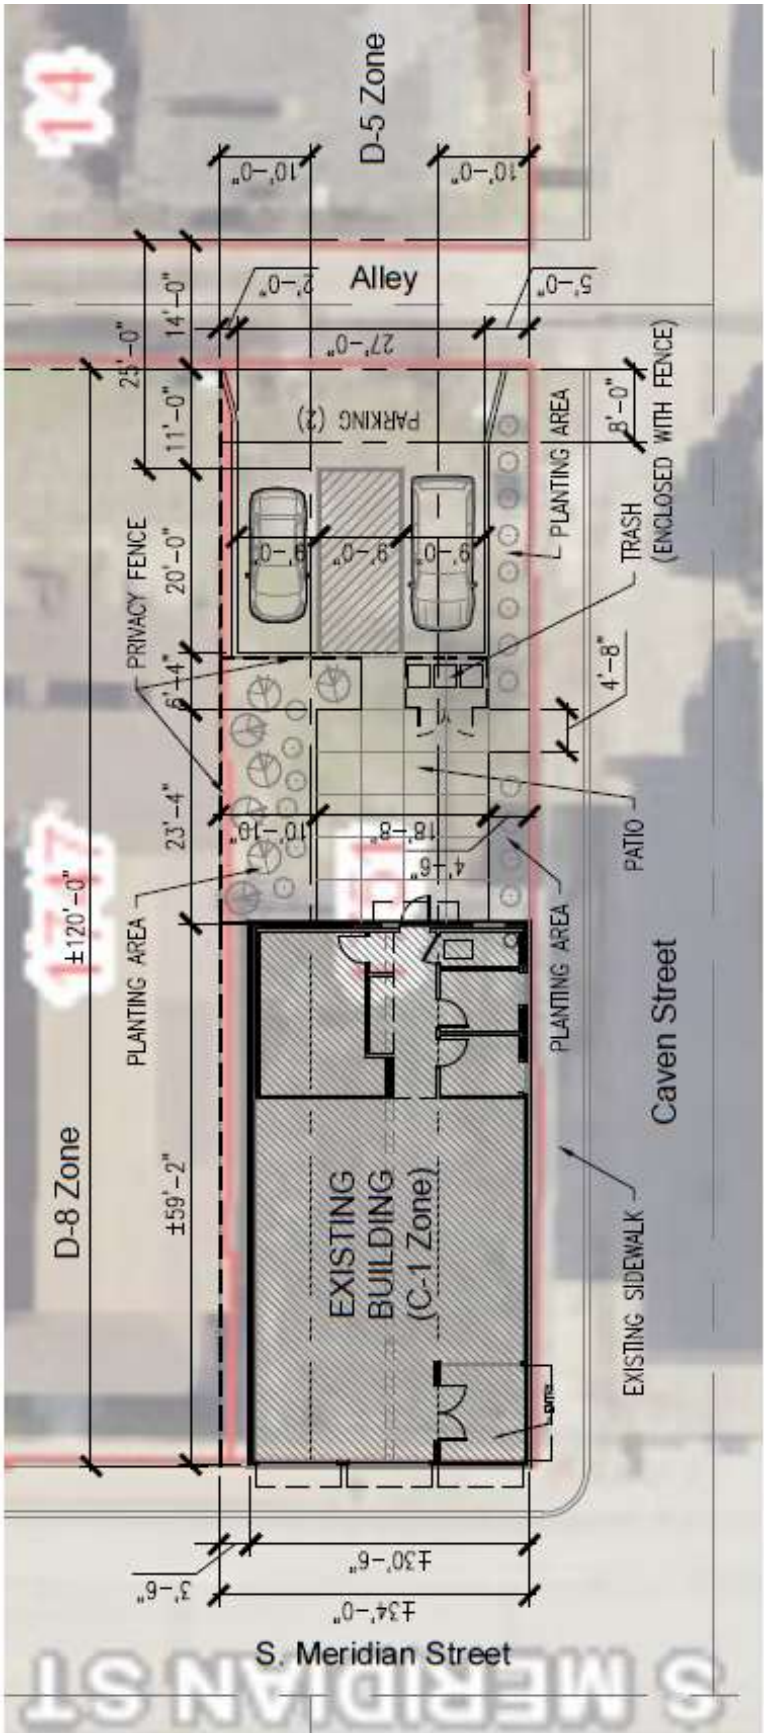 14
D-5 Zone
10'-0"
10'-0"
Alley
14'-0"
25'-0"
2'-0"
5'-0"
27'-0"
11'-0"
PARKING (2)
8'-0"
PLANTING AREA
TRASH
(ENCLOSED WITH FENCE)
PRIVACY FENCE
20'-0"
9'-0"
9'-0"
9'-0"
6'-4"
4'-8"
1747
±120'-0"
23'-4"
10'-10"
18'-8"
4'-6"
PATIO
PLANTING AREA
PLANTING AREA
D-8 Zone
±59'-2"
EXISTING
BUILDING
(C-1 Zone)
Caven Street
EXISTING SIDEWALK
3'-6"
±30'-6"
±34'-0"
S. Meridian Street
S MERIDIAN ST